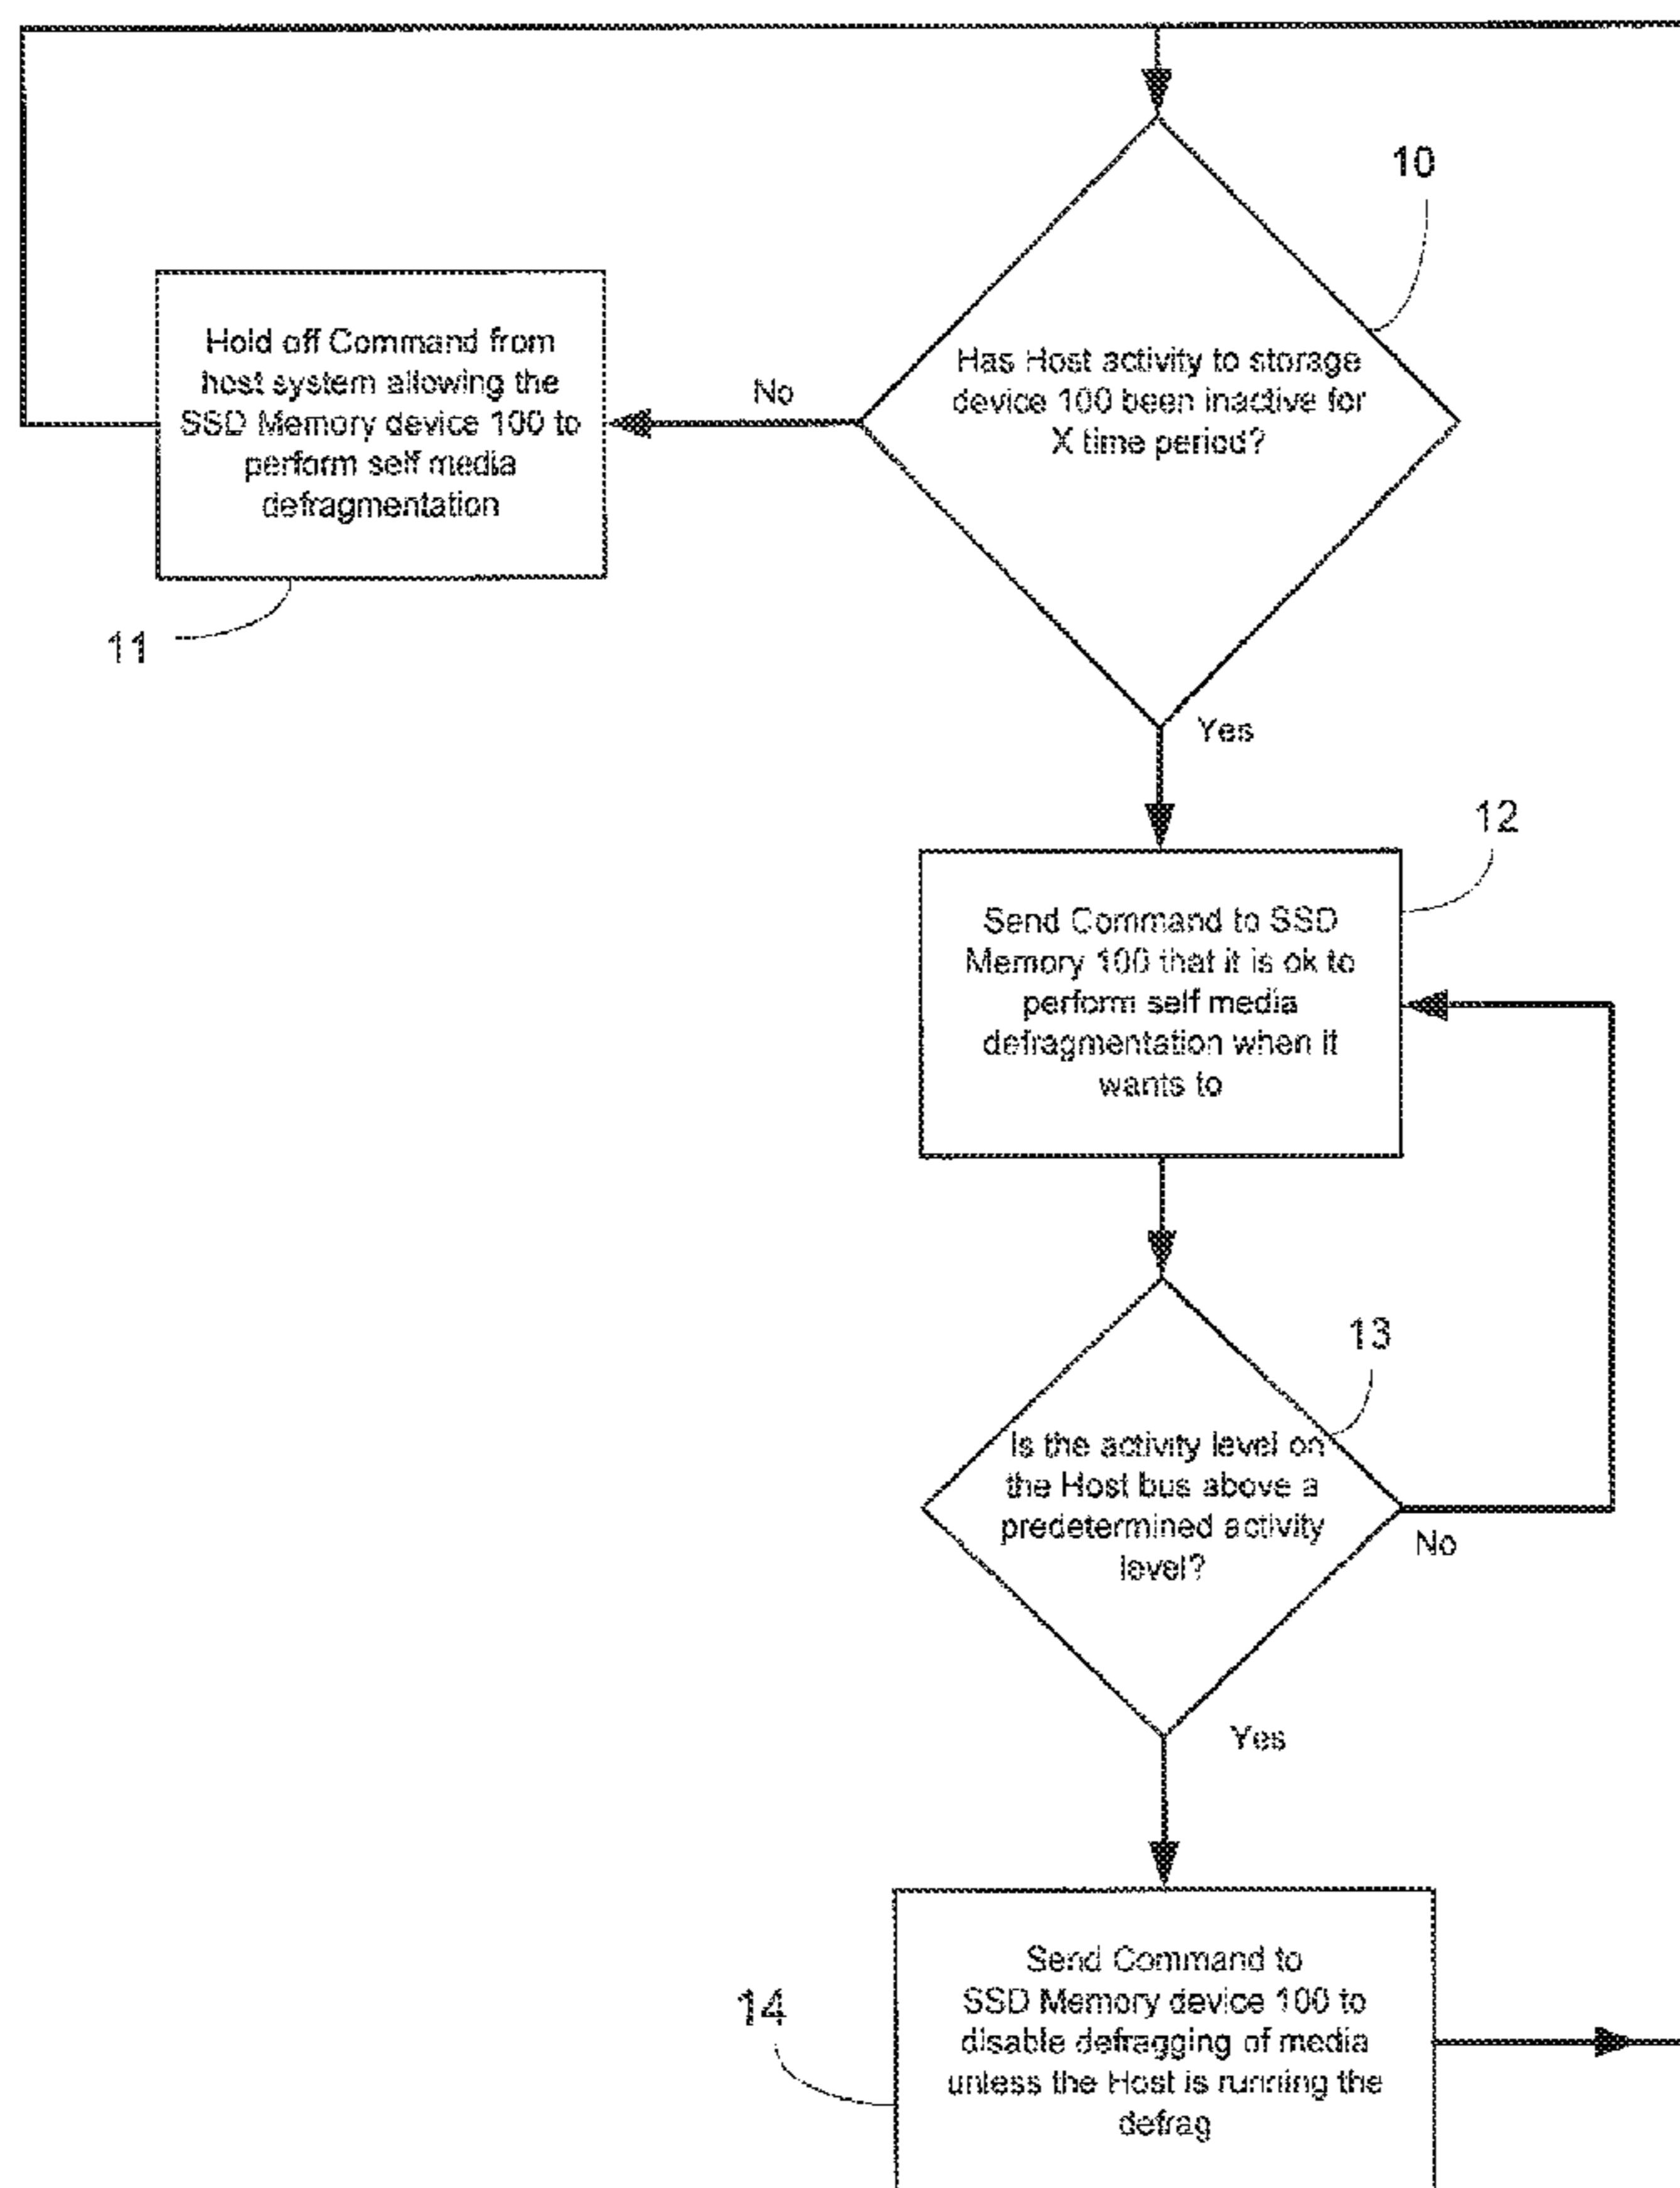 10
Hold off Command from
host system allowing the
SSD Memory device 100 to
perform self media
defragmentation
No
Has Host activity to storage
device 100 been inactive for
X time period?
11
Yes
12
Send Command to SSD
Memory 100 that it is ok to
perform self media
defragmentation when it
wants to
13
Is the activity level on
the Host bus above a
predetermined activity
level?
No
Yes
14
Send Command to
SSD Memory device 100 to
disable defragging of media
unless the Host is running the
defrag